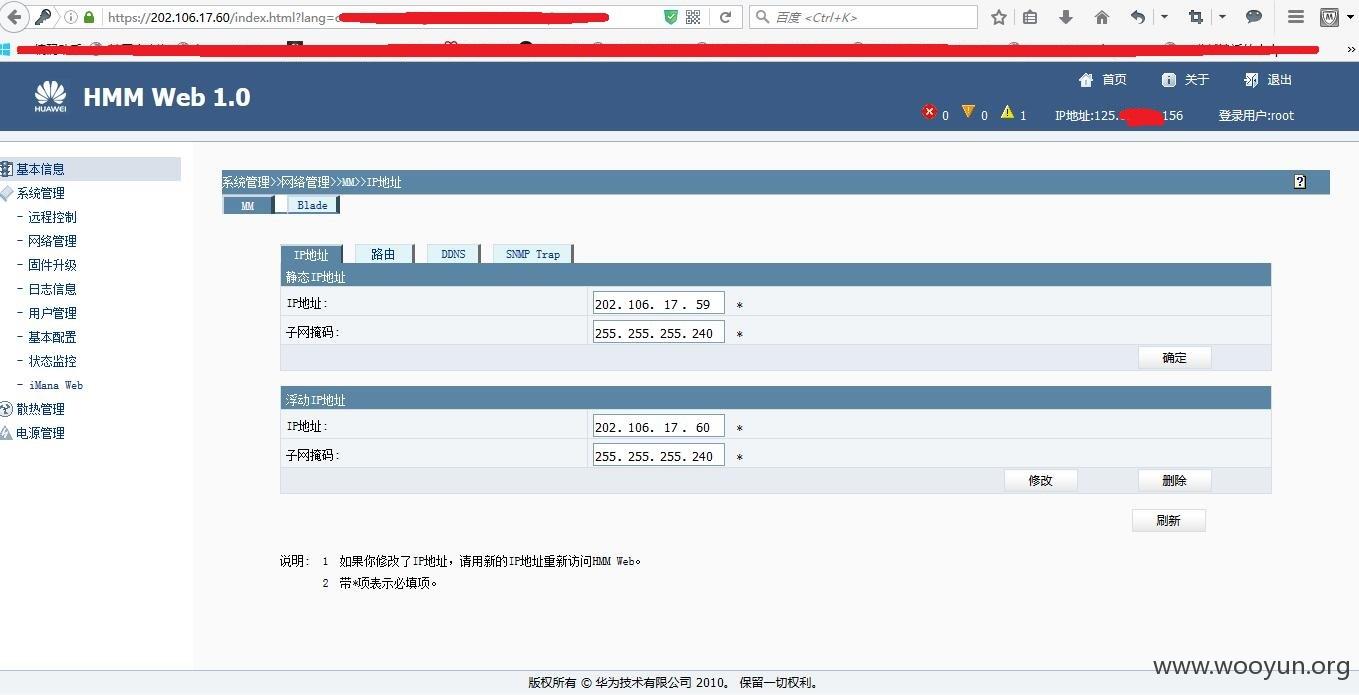 https://202.106.17.60/index.html?lang=
百度 <Ctrl+K>
HUAWEI
HMM Web 1.0
首页 关于 退出
0 0 1 IP地址:125. 156 登录用户:root
基本信息
系统管理
- 远程控制
- 网络管理
- 固件升级
- 日志信息
- 用户管理
- 基本配置
- 状态监控
- iMana Web
散热管理
电源管理
系统管理>>网络管理>>MM>>IP地址 ?
MM Blade
IP地址 路由 DDNS SNMP Trap
静态IP地址
IP地址: 202. 106. 17 . 59 *
子网掩码: 255. 255. 255. 240 *
确定
浮动IP地址
IP地址: 202. 106. 17 . 60 *
子网掩码: 255. 255. 255. 240 *
修改 删除
刷新
说明: 1 如果你修改了IP地址，请用新的IP地址重新访问HMM Web。
2 带*项表示必填项。
www.wooyun.org
版权所有 © 华为技术有限公司 2010。 保留一切权利。